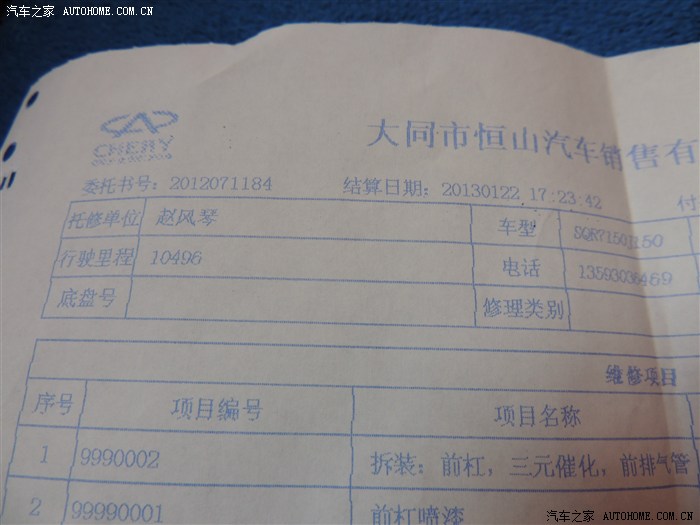 汽车之家 AUTOHOME.COM.CN
CHERY
大同市恒山汽车销售有
委托书号：2012071184 结算日期：20130122 17:23:42 付
托修单位 赵风琴 车型
行驶里程 10496 电话 13593036469
底盘号 修理类别
维修项目
序号 项目编号 项目名称
1 9990002 拆装：前杠，三元催化，前排气管
2 99990001 前杠喷漆
汽车之家 AUTOHOME.COM.CN